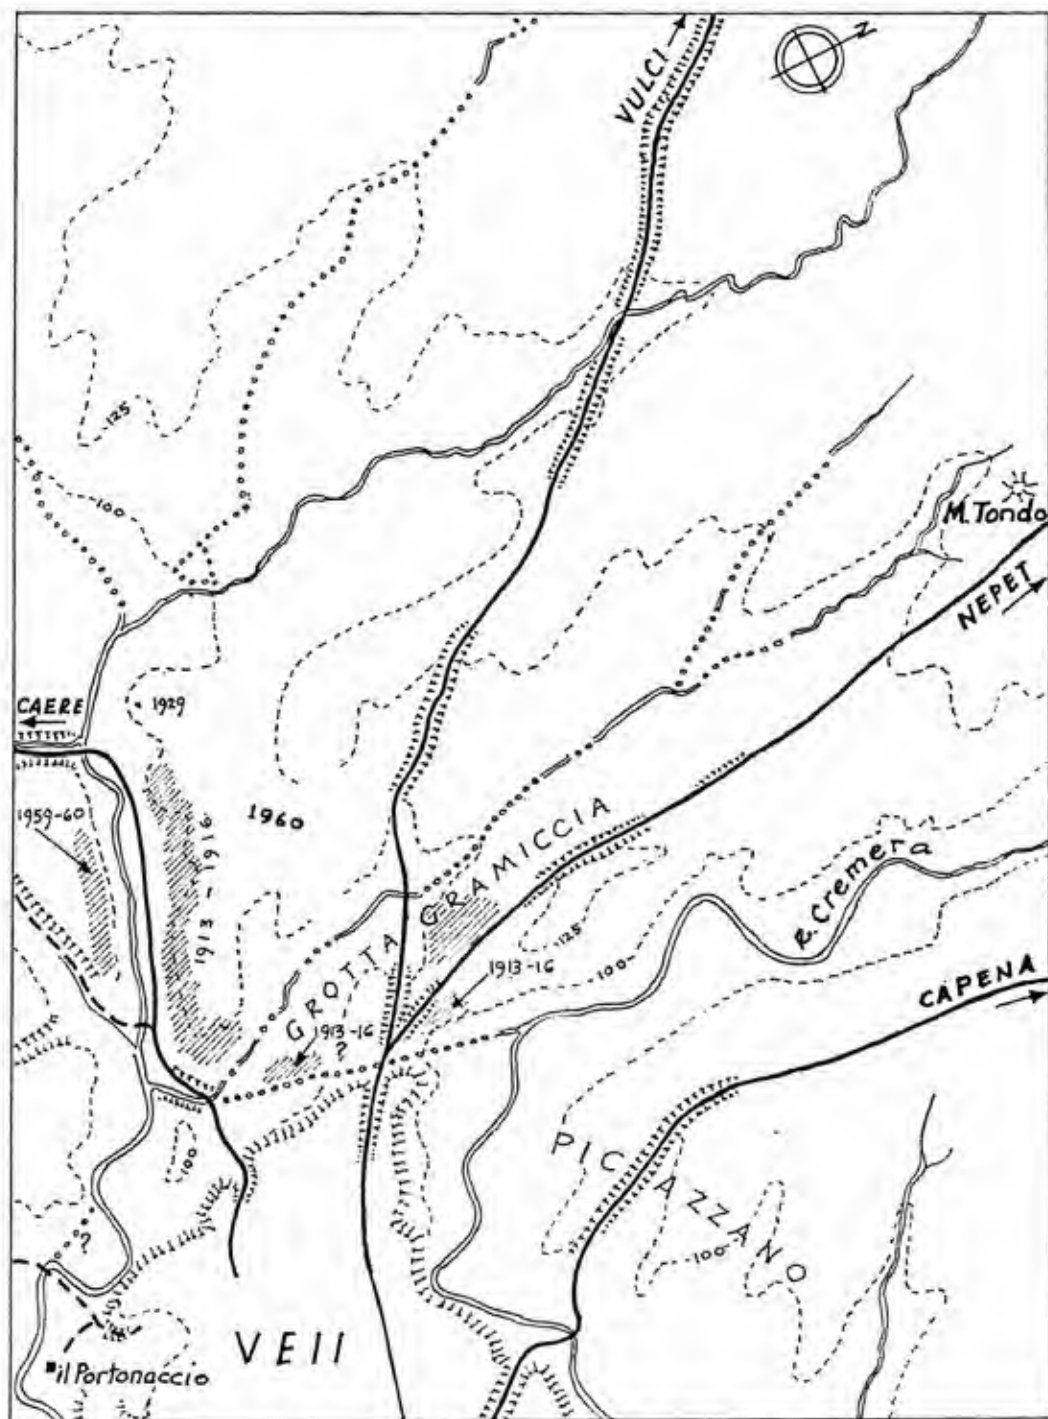 N
VULCI
125
100
M. Tondo
NEPET
CAERE
1929
1959-60
1960
1913-1916
GROTTA GRAMICCIA
R. Cremera
125
100
1913-16
CAPENA
1913-16
?
PICAZZANO
100
100
?
VEII
il Portonaccio